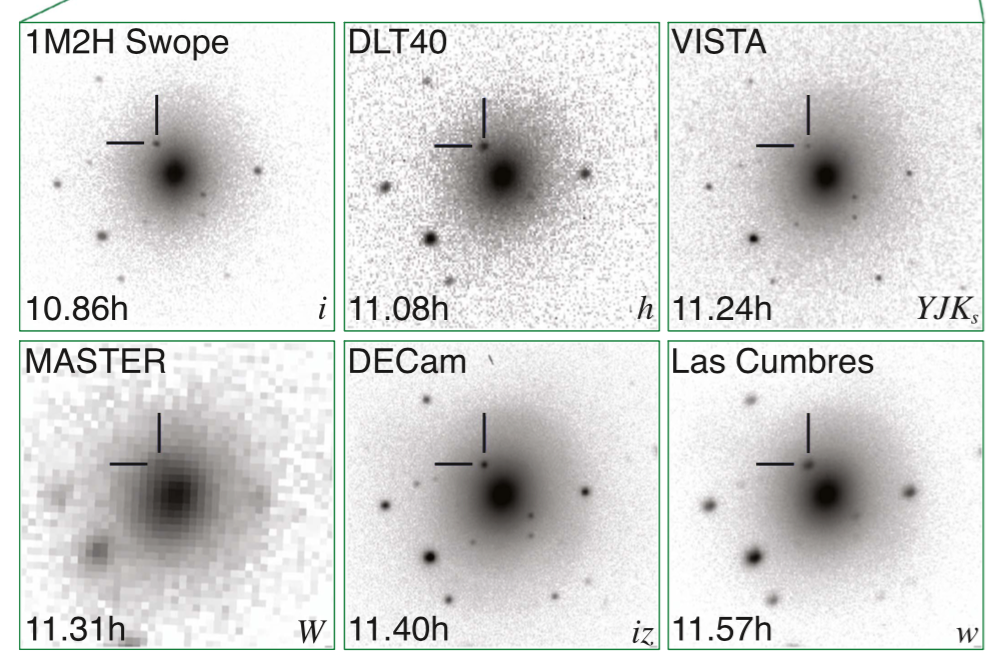 1M2H Swope
10.86h i
DLT40
11.08h h
VISTA
11.24h YJKs
MASTER
11.31h W
DECam
11.40h iz
Las Cumbres
11.57h w